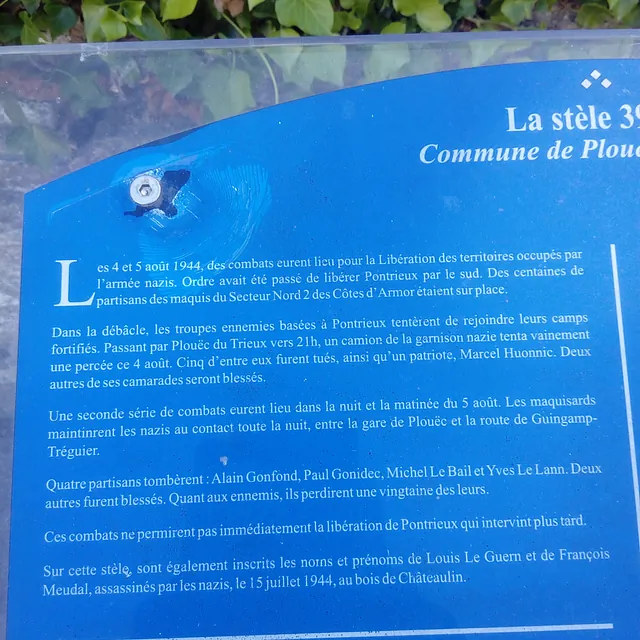 La stèle 39
Commune de Plouë
Les 4 et 5 août 1944, des combats eurent lieu pour la Libération des territoires occupés par
l'armée nazis. Ordre avait été passé de libérer Pontrieux par le sud. Des centaines de
partisans des maquis du Secteur Nord 2 des Côtes d'Armor étaient sur place.
Dans la débâcle, les troupes ennemies basées à Pontrieux tentèrent de rejoindre leurs camps
fortifiés. Passant par Plouëc du Trieux vers 21h, un camion de la garnison nazie tenta vainement
une percée ce 4 août. Cinq d'entre eux furent tués, ainsi qu'un patriote, Marcel Huonnic. Deux
autres de ses camarades seront blessés.
Une seconde série de combats eurent lieu dans la nuit et la matinée du 5 août. Les maquisards
maintinrent les nazis au contact toute la nuit, entre la gare de Plouëc et la route de Guingamp-
Tréguier.
Quatre partisans tombèrent : Alain Gonfond, Paul Gonidec, Michel Le Bail et Yves Le Lann. Deux
autres furent blessés. Quant aux ennemis, ils perdirent une vingtaine des leurs.
Ces combats ne permirent pas immédiatement la libération de Pontrieux qui intervint plus tard.
Sur cette stèle, sont également inscrits les noms et prénoms de Louis Le Guern et de François
Meudal, assassinés par les nazis, le 15 juillet 1944, au bois de Châteaulin.